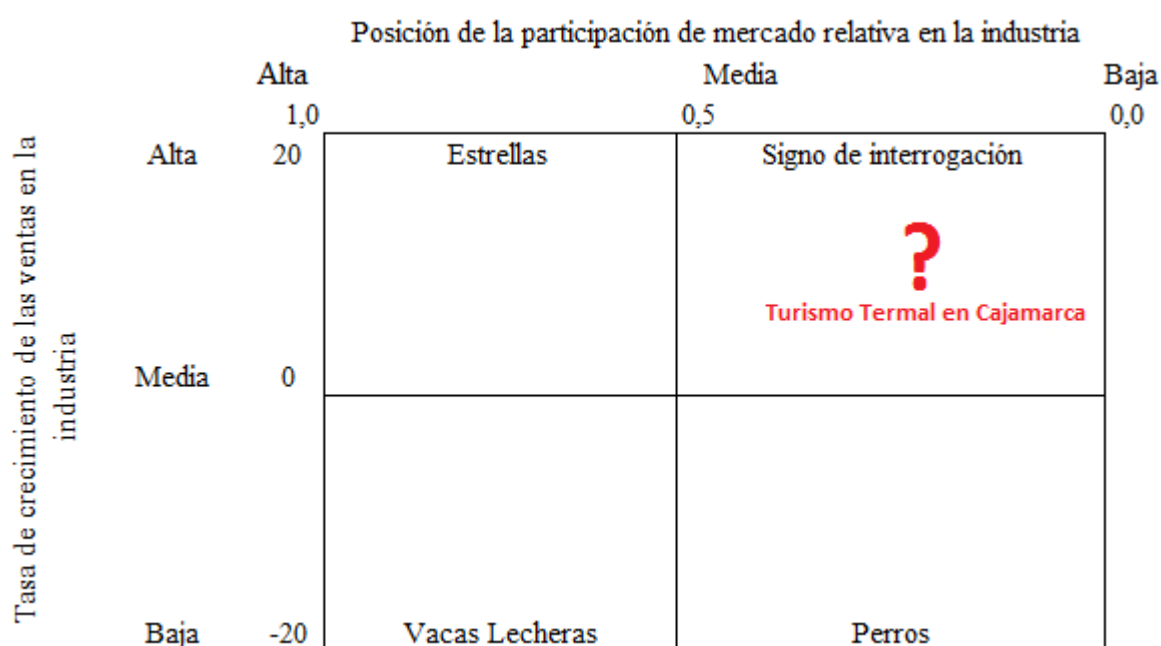 Posición de la participación de mercado relativa en la industria
Alta Media Baja
1,0 0,5 0,0
Tasa de crecimiento de las ventas en la
industria
Alta 20 Estrellas Signo de interrogación
?
Turismo Termal en Cajamarca
Media 0
Baja -20 Vacas Lecheras Perros